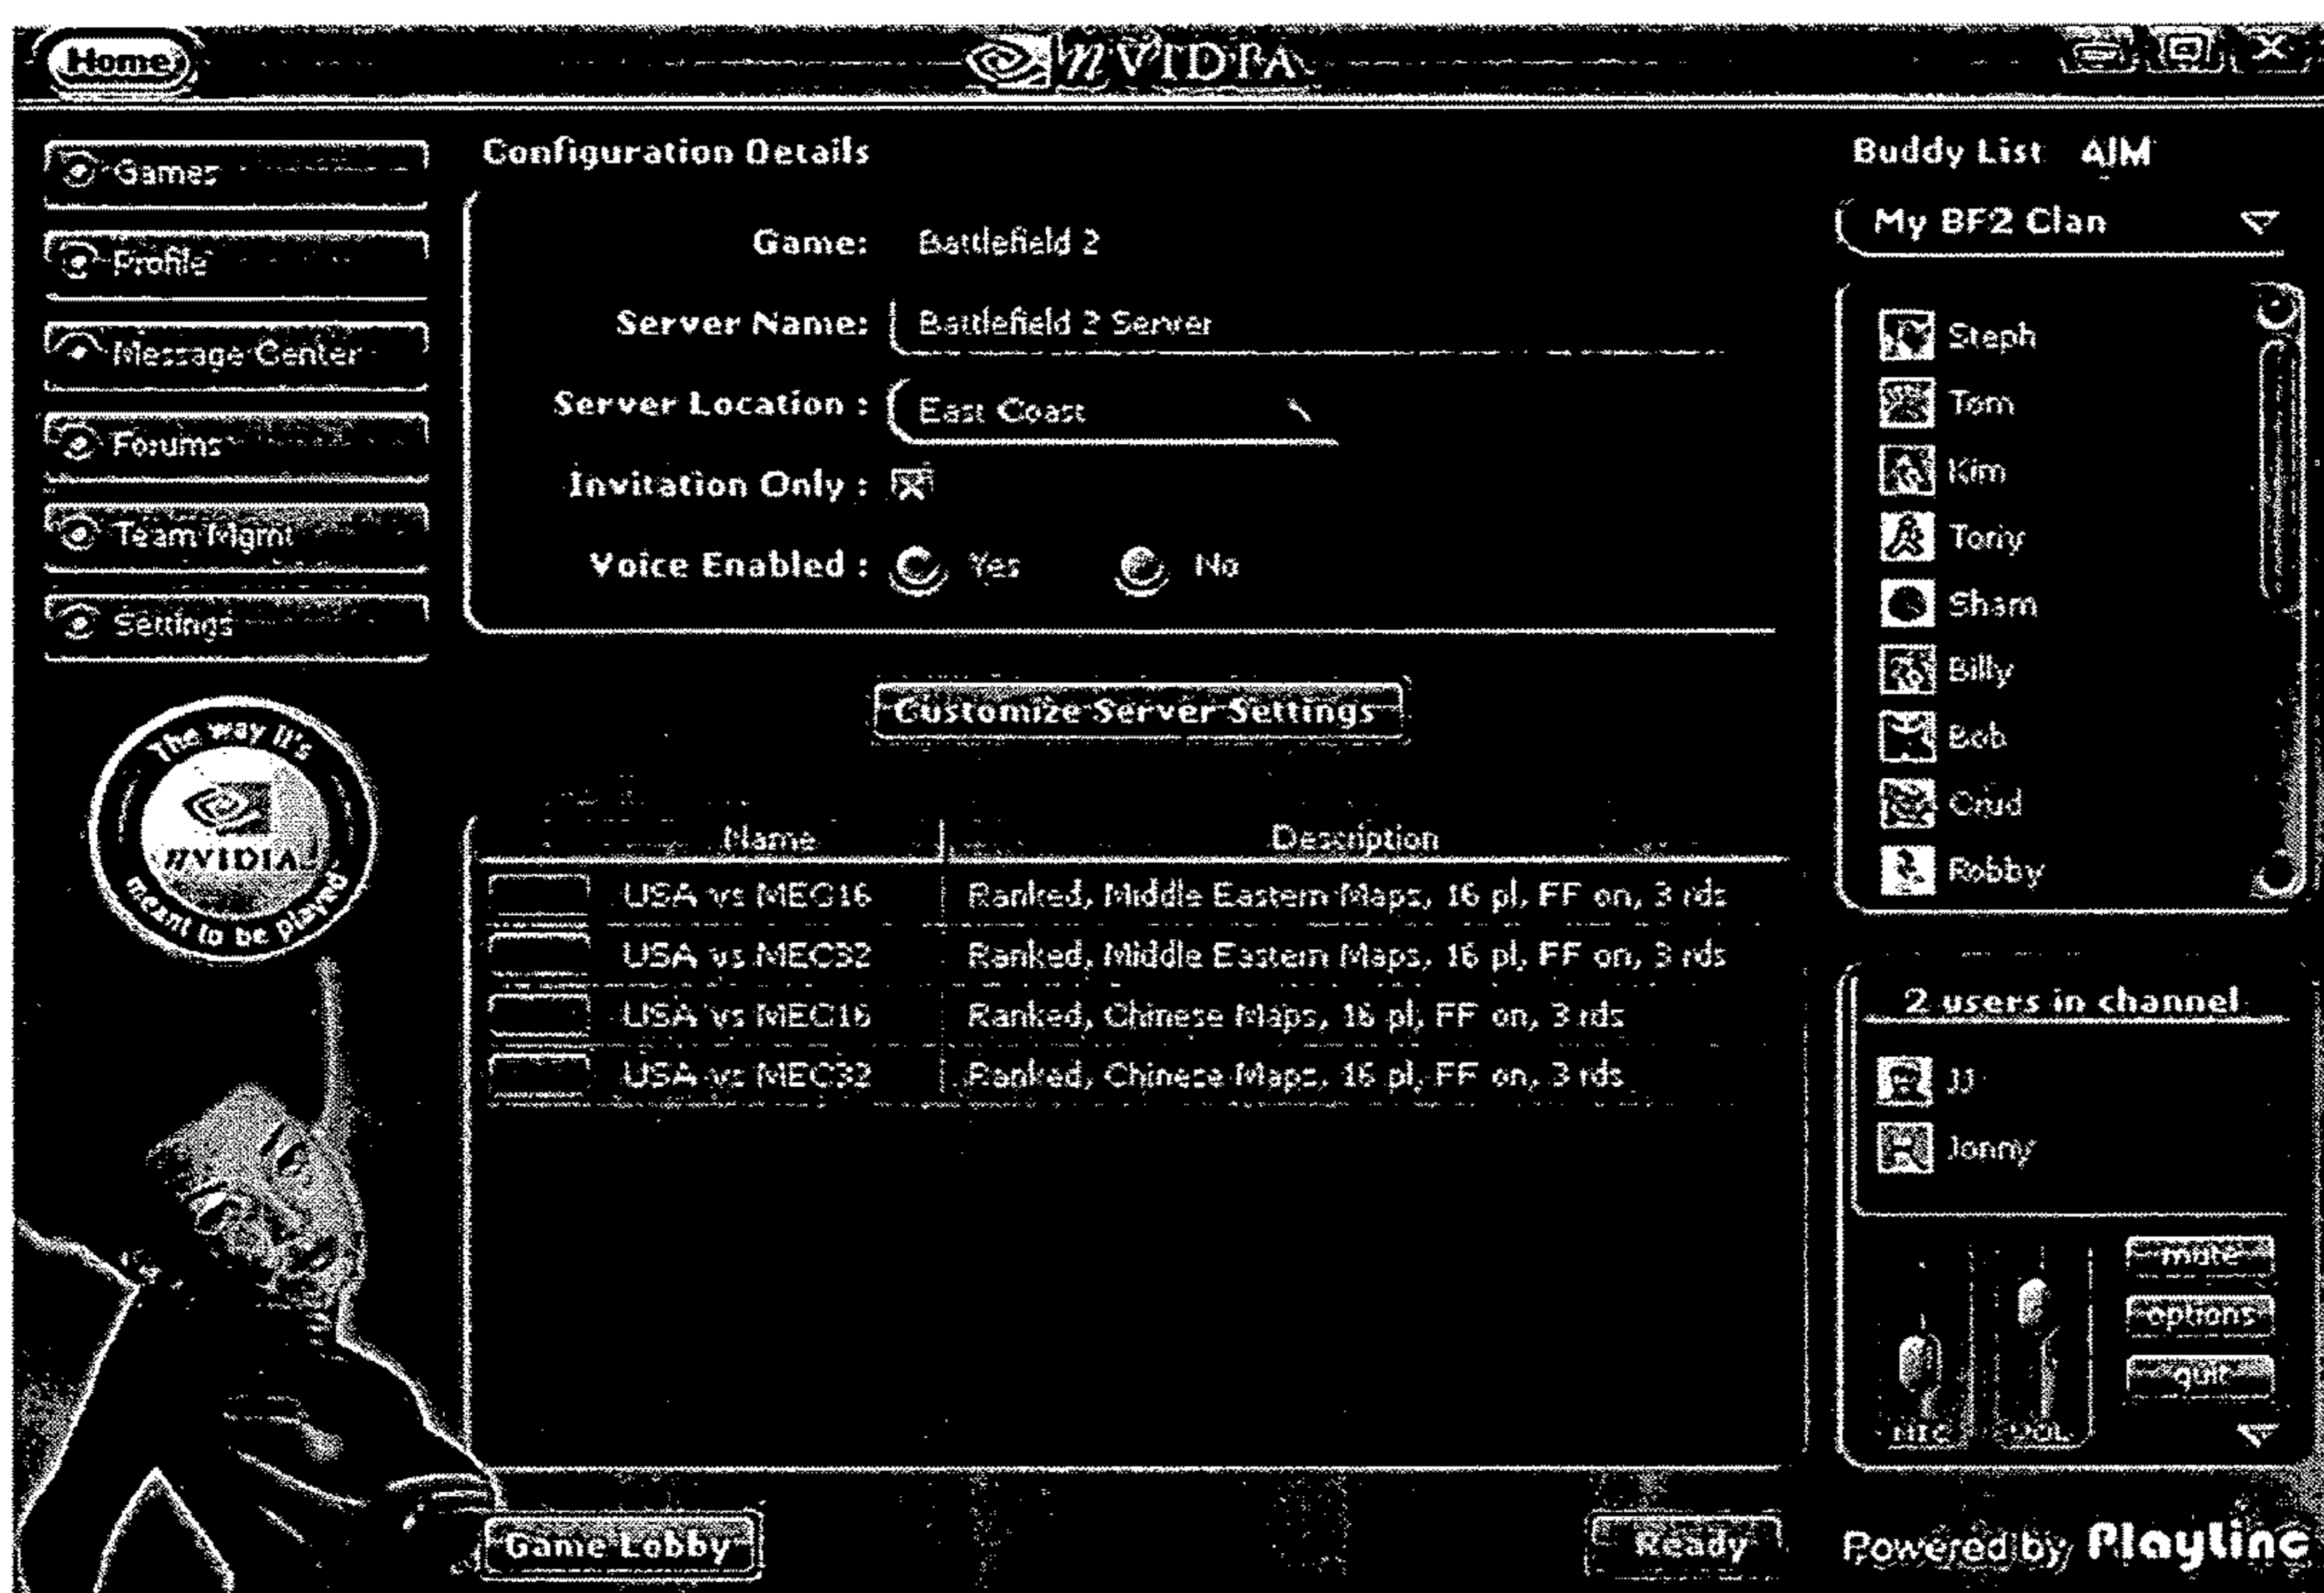 Home
nVIDIA
Games
Profile
Message Center
Forums
Team Mgmt
Settings
The way it's
nVIDIA
meant to be played
Configuration Details
Game: Battlefield 2
Server Name: Battlefield 2 Server
Server Location : East Coast
Invitation Only :
Voice Enabled : Yes No
Customize Server Settings
Name Description
USA vs MEC16 Ranked, Middle Eastern Maps, 16 pl, FF on, 3 rds
USA vs MEC32 Ranked, Middle Eastern Maps, 16 pl, FF on, 3 rds
USA vs MEC16 Ranked, Chinese Maps, 16 pl, FF on, 3 rds
USA vs MEC32 Ranked, Chinese Maps, 16 pl, FF on, 3 rds
Game Lobby
Ready
Buddy List AIM
My BF2 Clan
Steph
Tom
Kim
Tony
Sham
Billy
Bob
Crud
Robby
2 users in channel
JJ
Jonny
mute
options
quit
MIC VOL
Powered by PlayLinc